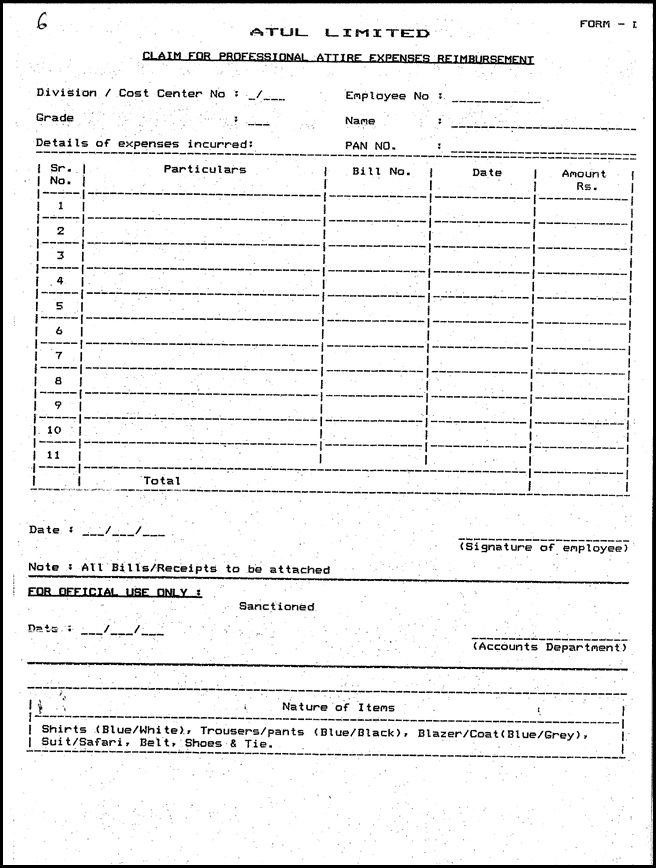 6
FORM - I
ATUL LIMITED
CLAIM FOR PROFESSIONAL ATTIRE EXPENSES REIMBURSEMENT
Division / Cost Center No : _/___ Employee No : ____________
Grade : ___ Name : ________________________
Details of expenses incurred: PAN NO. : ________________________
Sr. No. Particulars Bill No. Date Amount Rs.
1
2
3
4
5
6
7
8
9
10
11
Total
Date : ___/___/___
(Signature of employee)
Note : All Bills/Receipts to be attached
FOR OFFICIAL USE ONLY :
Sanctioned
Date : ___/___/___
(Accounts Department)
Nature of Items
Shirts (Blue/White), Trousers/pants (Blue/Black), Blazer/Coat(Blue/Grey),
Suit/Safari, Belt, Shoes & Tie.